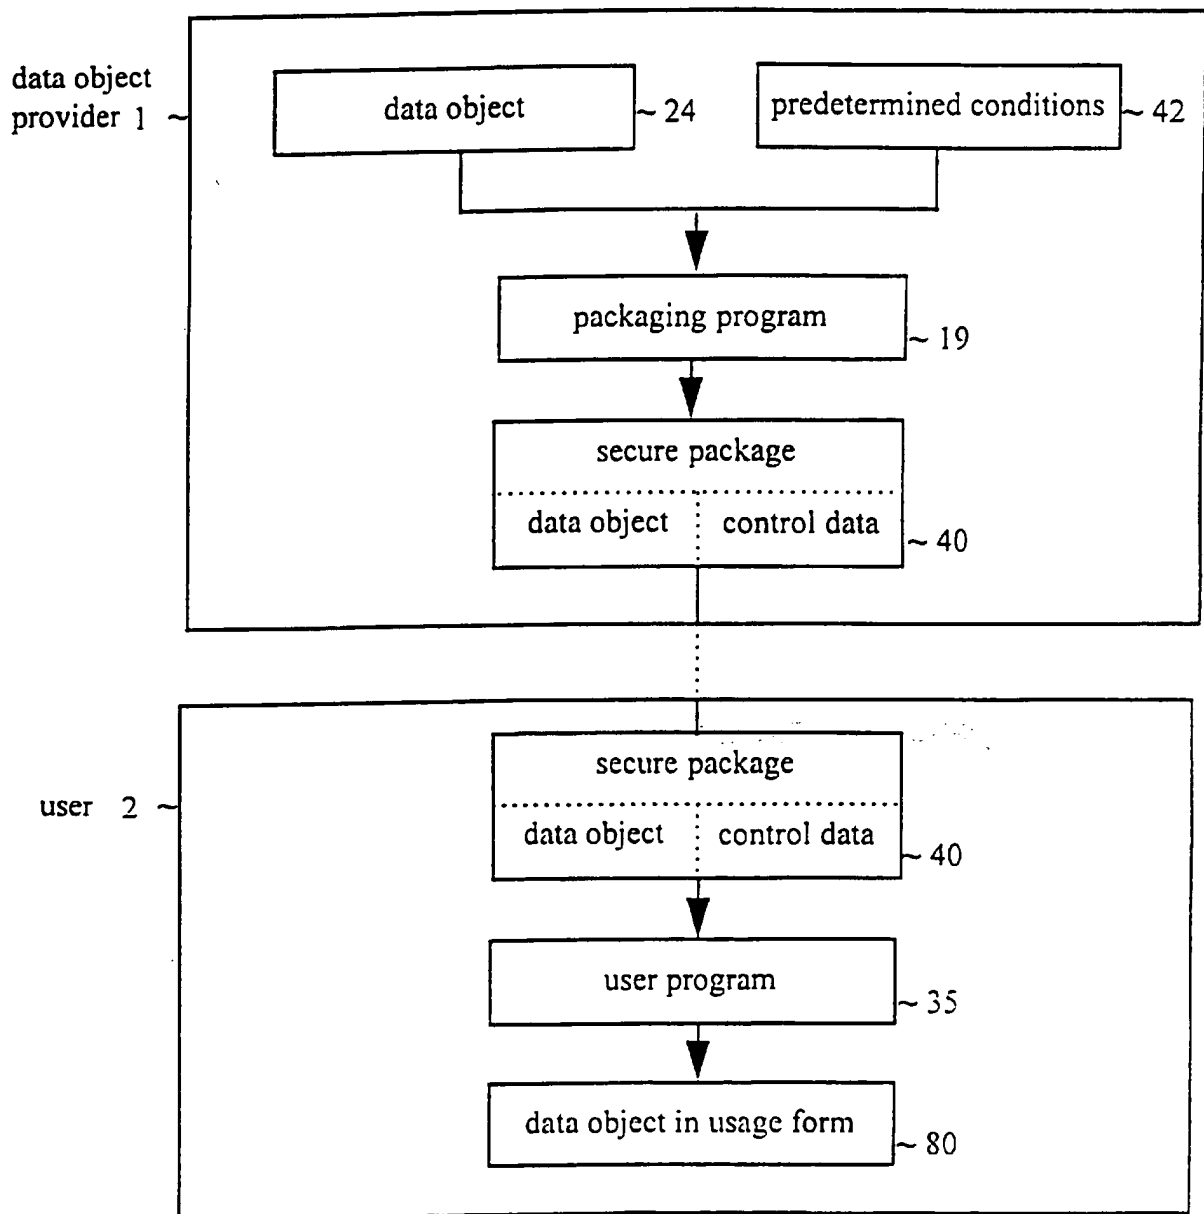 data object
provider 1 ~
data object
~ 24
predetermined conditions
~ 42
packaging program
~ 19
secure package
data object
control data
~ 40
user 2 ~
secure package
data object
control data
~ 40
user program
~ 35
data object in usage form
~ 80